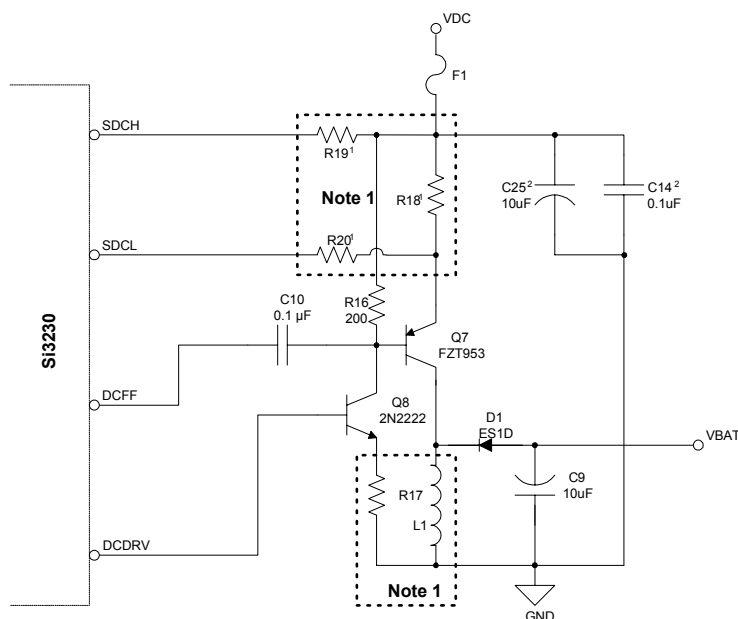 VDC
F1
SDCH
R19¹
Note 1
R18¹
C25²
10uF
C14²
0.1uF
SDCL
R20¹
R16
200
C10
0.1 µF
Q7
FZT953
Si3230
DCFF
Q8
2N2222
D1
ES1D
VBAT
R17
L1
C9
10uF
DCDRV
Note 1
GND